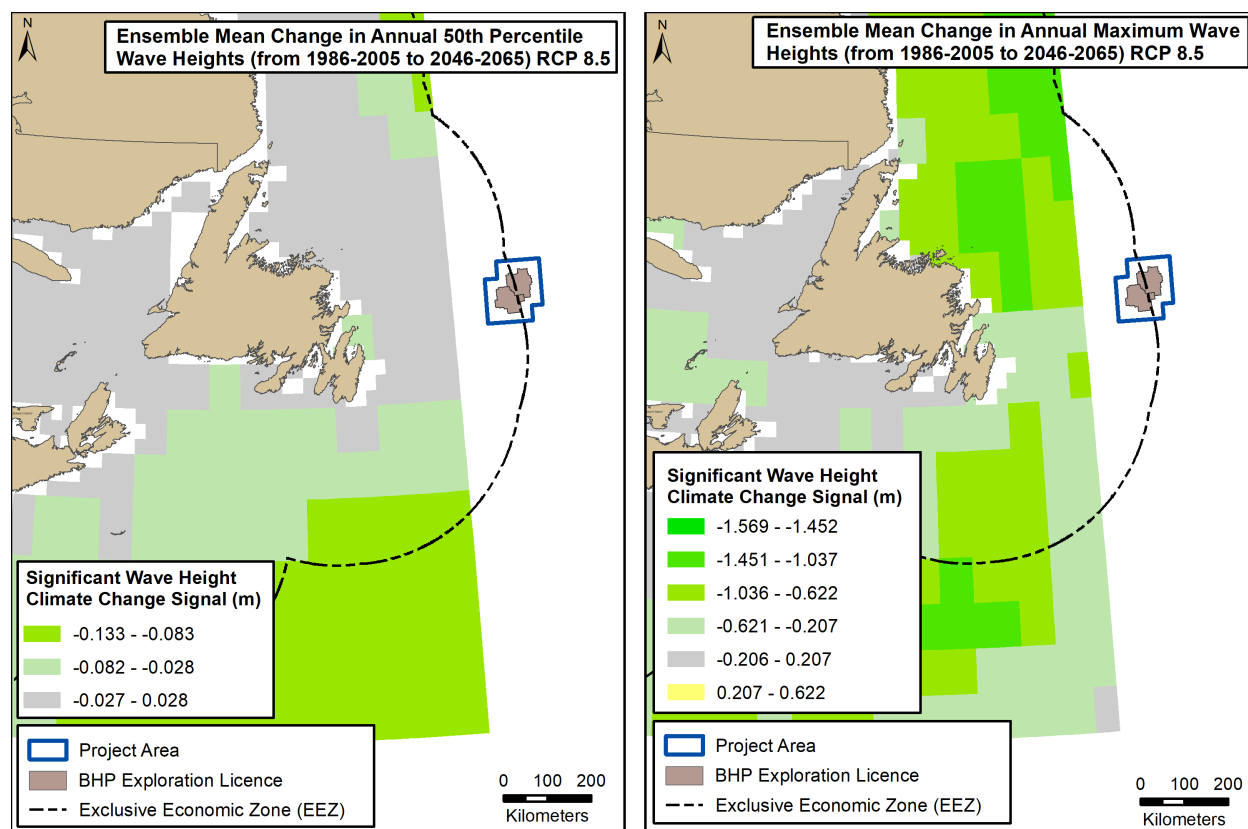 N
Ensemble Mean Change in Annual 50th Percentile
Wave Heights (from 1986-2005 to 2046-2065) RCP 8.5
Significant Wave Height
Climate Change Signal (m)
-0.133 - -0.083
-0.082 - -0.028
-0.027 - 0.028
Project Area
BHP Exploration Licence
Exclusive Economic Zone (EEZ)
0 100 200
Kilometers
N
Ensemble Mean Change in Annual Maximum Wave
Heights (from 1986-2005 to 2046-2065) RCP 8.5
Significant Wave Height
Climate Change Signal (m)
-1.569 - -1.452
-1.451 - -1.037
-1.036 - -0.622
-0.621 - -0.207
-0.206 - 0.207
0.207 - 0.622
Project Area
BHP Exploration Licence
Exclusive Economic Zone (EEZ)
0 100 200
Kilometers